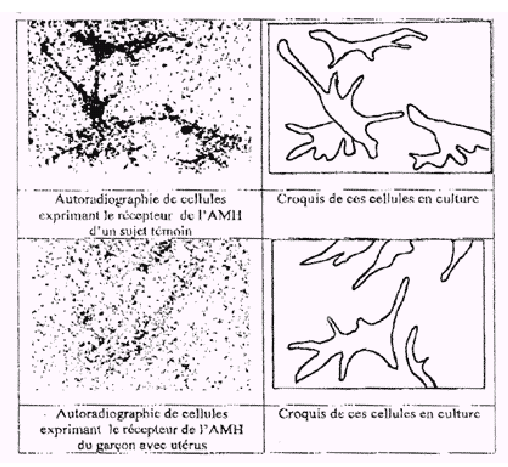 Autoradiographie de cellules
exprimant le récepteur de l'AMH
d'un sujet témoin
Croquis de ces cellules en culture
Autoradiographie de cellules
exprimant le récepteur de l'AMH
du garçon avec utérus
Croquis de ces cellules en culture